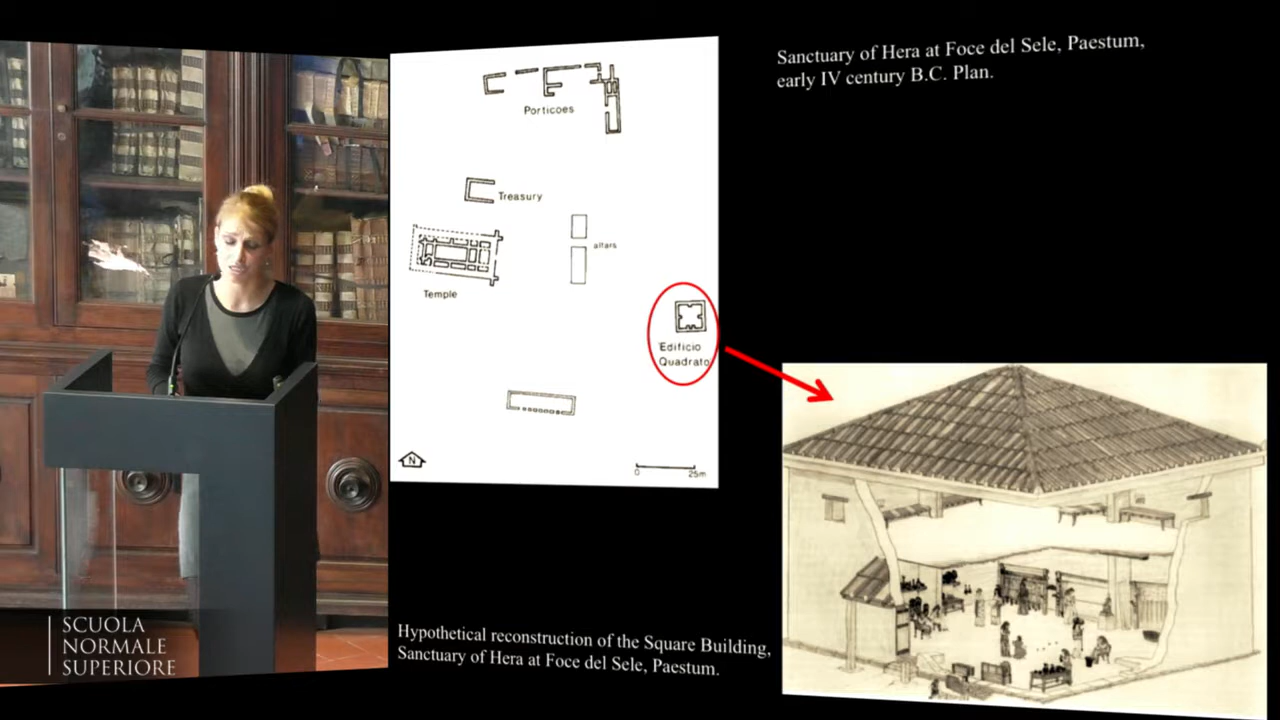 Sanctuary of Hera at Foce del Sele, Paestum,
early IV century B.C. Plan.
Porticoes
Treasury
altars
Temple
Edificio
Quadrato
N
0 25m
Hypothetical reconstruction of the Square Building,
Sanctuary of Hera at Foce del Sele, Paestum.
SCUOLA
NORMALE
SUPERIORE